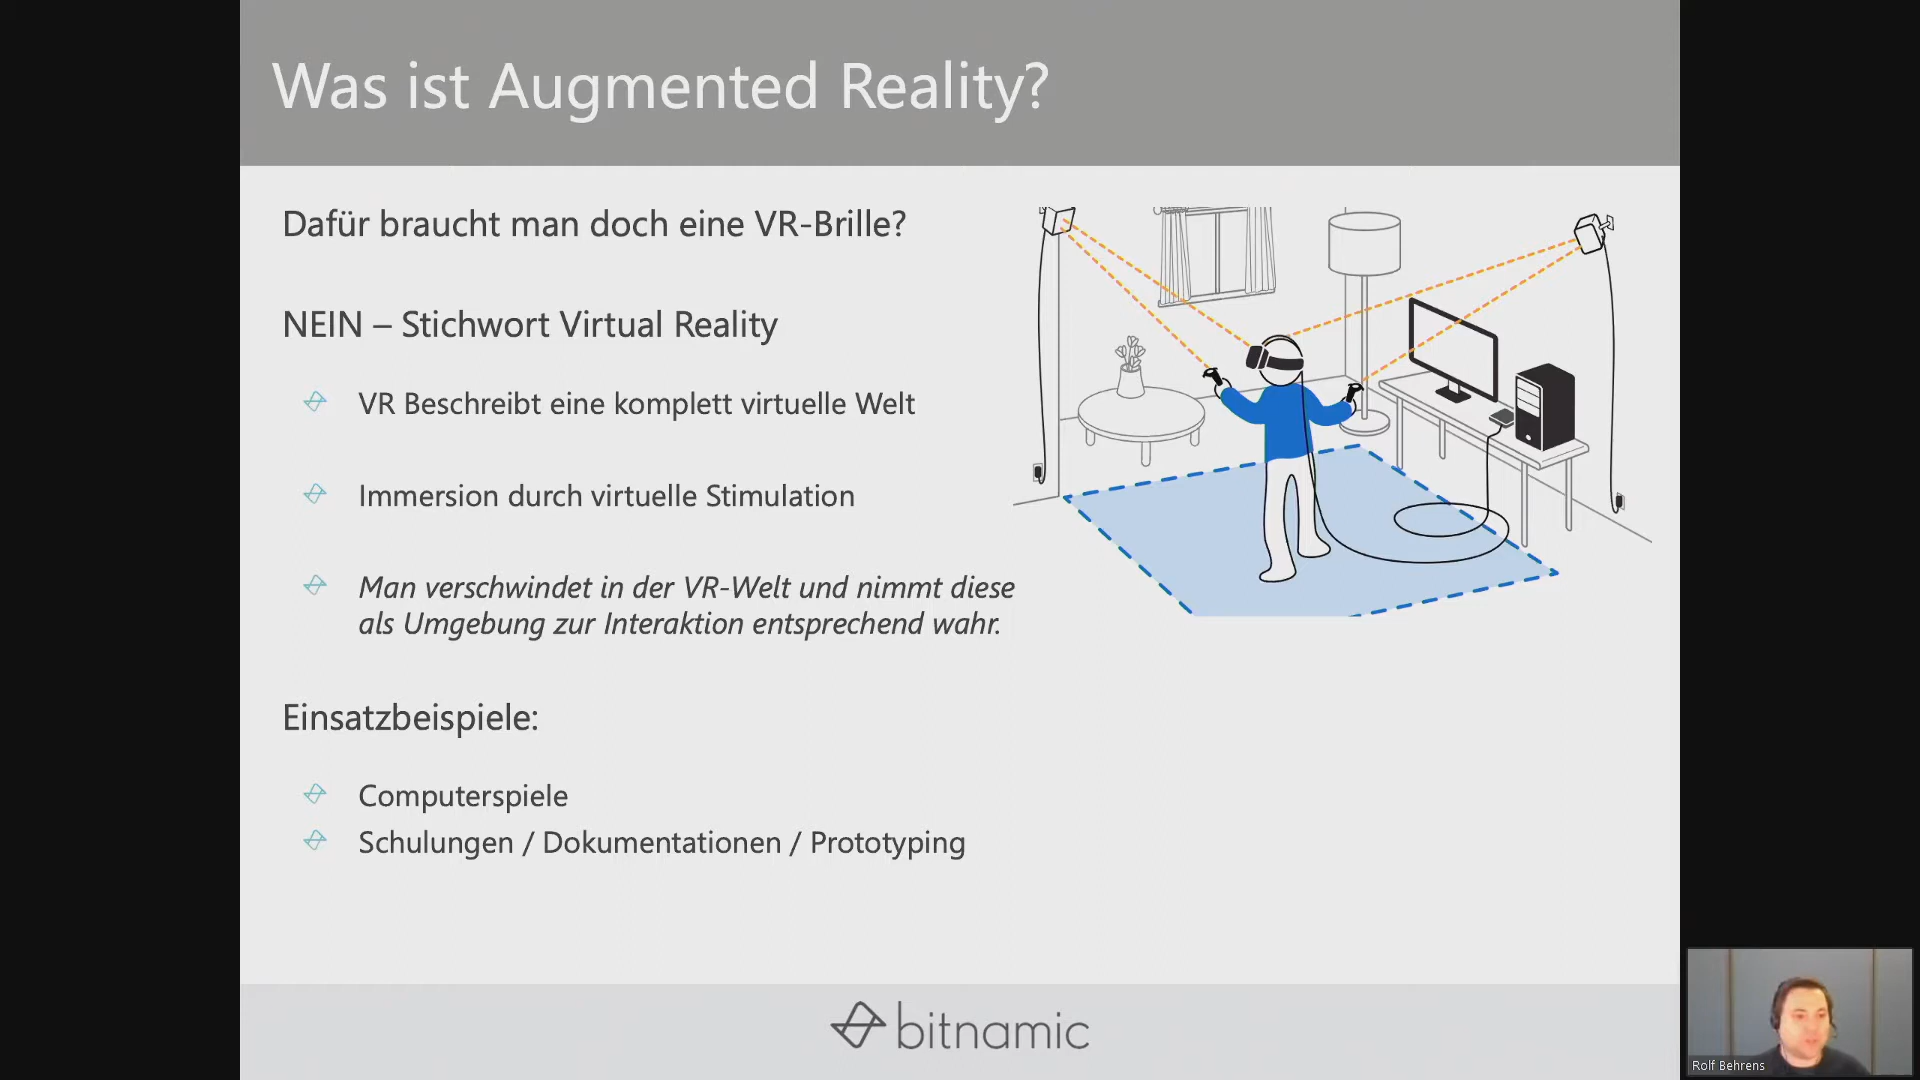 Was ist Augmented Reality?
Dafür braucht man doch eine VR-Brille?
NEIN – Stichwort Virtual Reality
VR Beschreibt eine komplett virtuelle Welt
Immersion durch virtuelle Stimulation
Man verschwindet in der VR-Welt und nimmt diese
als Umgebung zur Interaktion entsprechend wahr.
Einsatzbeispiele:
Computerspiele
Schulungen / Dokumentationen / Prototyping
bitnamic
Rolf Behrens